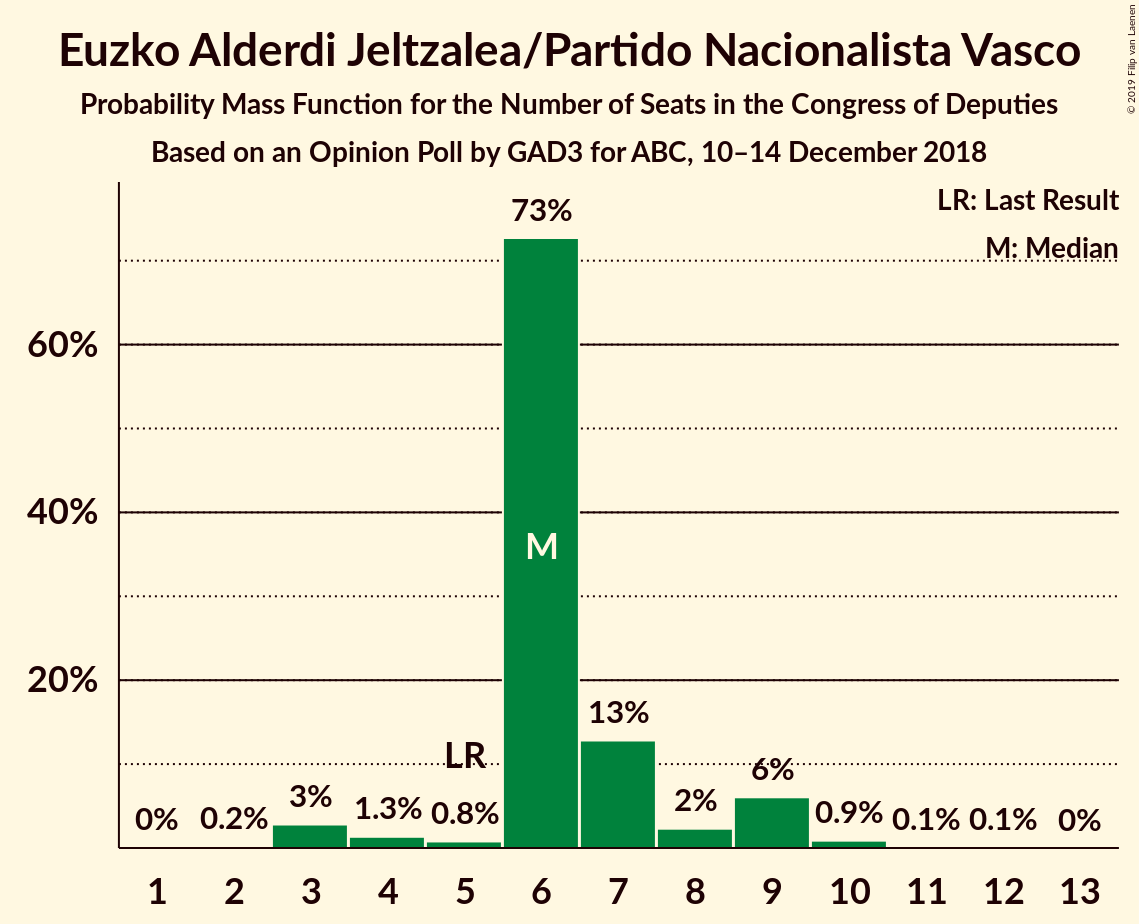 Euzko Alderdi Jeltzalea/Partido Nacionalista Vasco
Probability Mass Function for the Number of Seats in the Congress of Deputies
Based on an Opinion Poll by GAD3 for ABC, 10–14 December 2018
© 2019 Filip van Laenen
LR: Last Result
M: Median
73%
60%
40%
M
20%
13%
LR
6%
3%
2%
1.3%
0.8%
0.9%
0%
0.2%
0.1%
0.1%
0%
1 2 3 4 5 6 7 8 9 10 11 12 13